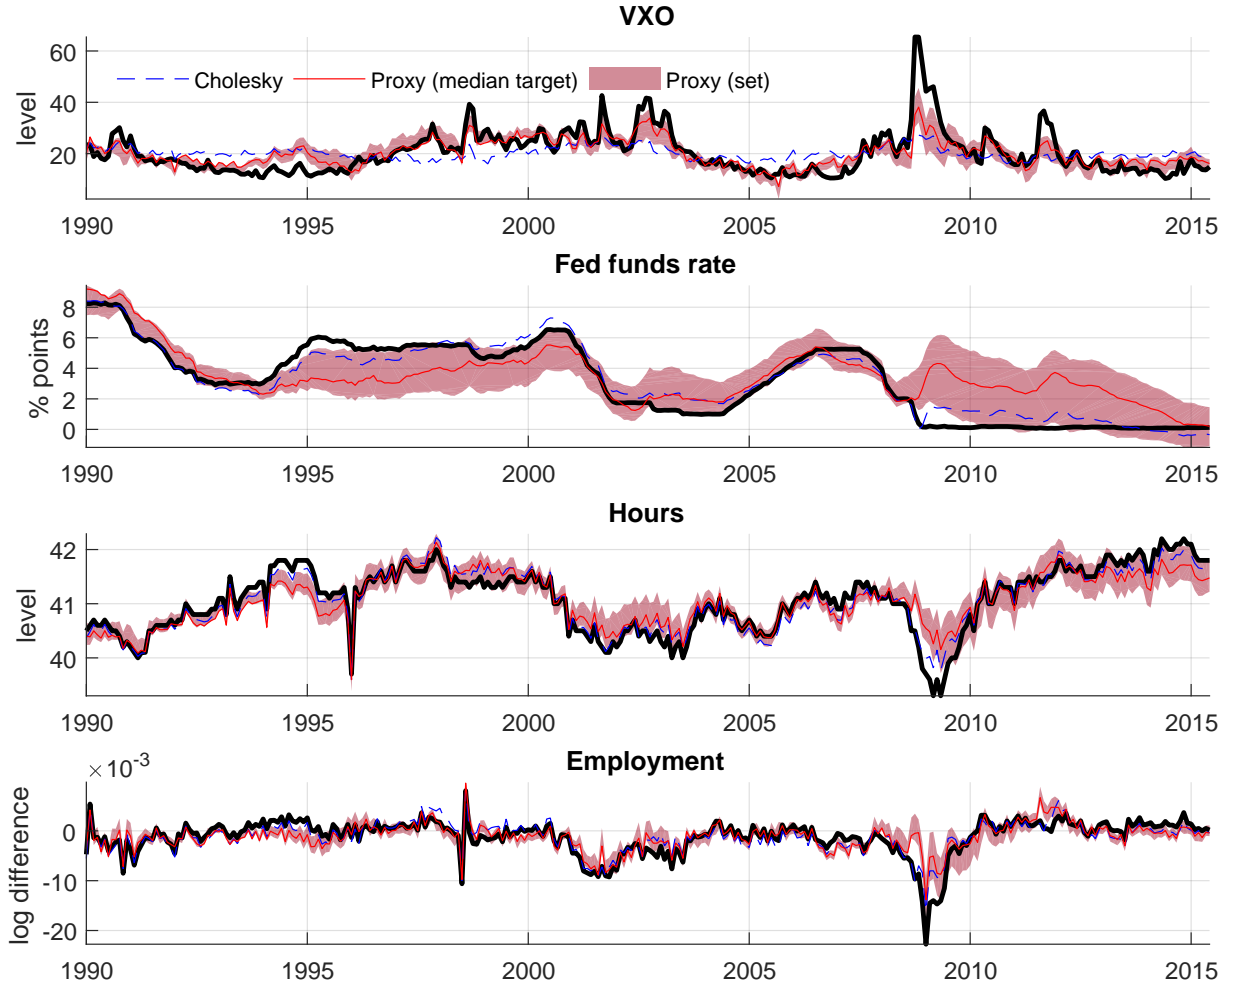 VXO
60
40
20
level
Cholesky
Proxy (median target)
Proxy (set)
1990 1995 2000 2005 2010 2015
Fed funds rate
8
6
4
2
0
% points
1990 1995 2000 2005 2010 2015
Hours
42
41
40
level
1990 1995 2000 2005 2010 2015
Employment
×10⁻³
0
-10
-20
log difference
1990 1995 2000 2005 2010 2015